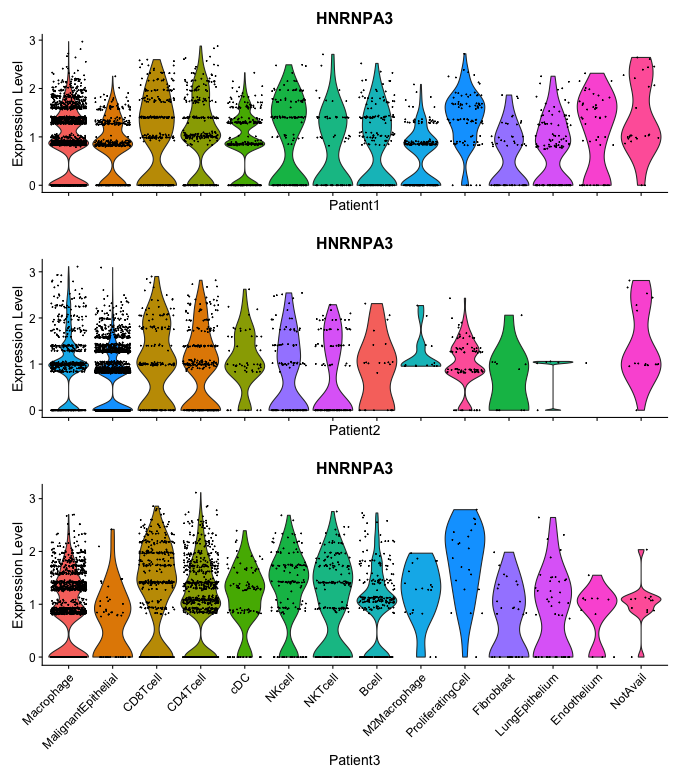 HNRNPA3
Expression Level
3
2
1
0
Patient1
HNRNPA3
Expression Level
3
2
1
0
Patient2
HNRNPA3
Expression Level
3
2
1
0
Macrophage
MalignantEpithelial
CD8Tcell
CD4Tcell
cDC
NKcell
NKTcell
Bcell
M2Macrophage
ProliferatingCell
Fibroblast
LungEpithelium
Endothelium
NotAvail
Patient3